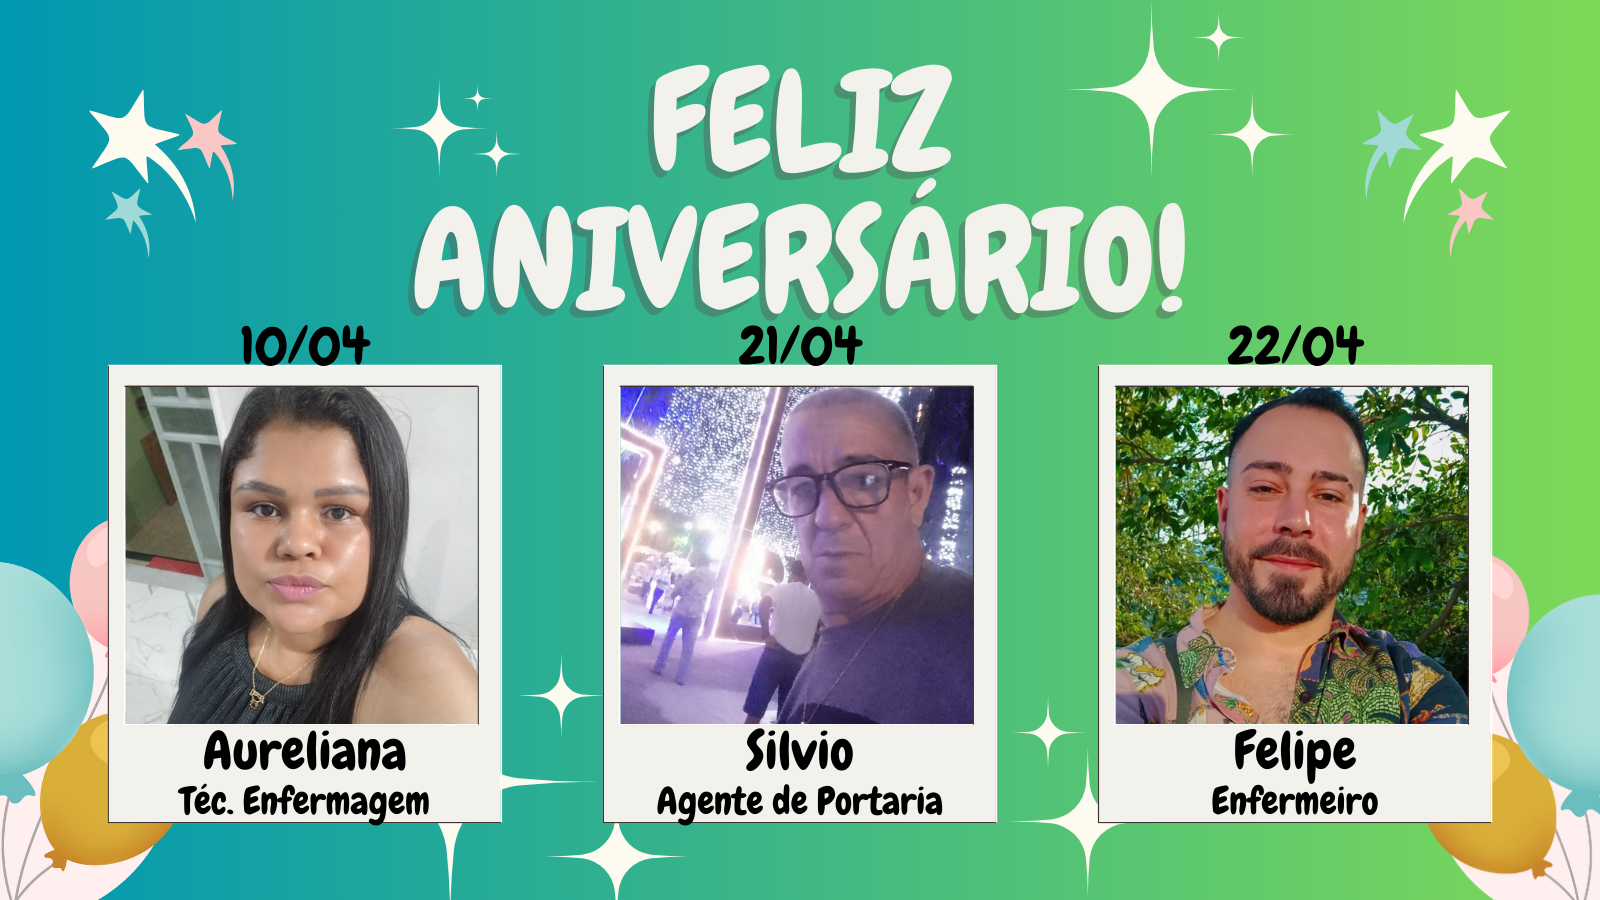 FELIZ
ANIVERSÁRIO!
10/04
Aureliana
Téc. Enfermagem
21/04
Silvio
Agente de Portaria
22/04
Felipe
Enfermeiro